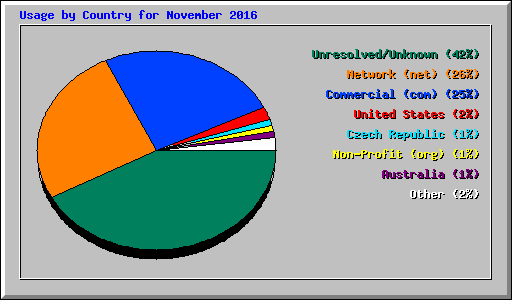 Usage by Country for November 2016
Unresolved/Unknown (42%)
Network (net) (26%)
Commercial (com) (25%)
United States (2%)
Czech Republic (1%)
Non-Profit (org) (1%)
Australia (1%)
Other (2%)